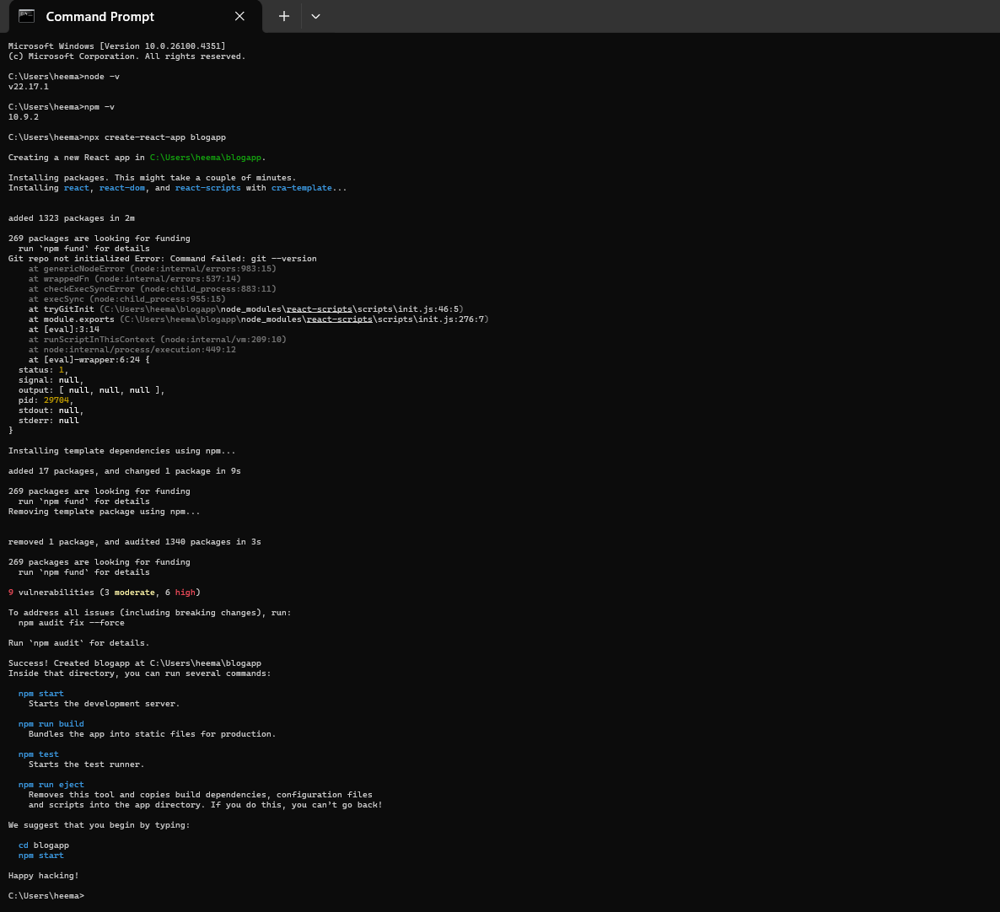 Command Prompt
Microsoft Windows [Version 10.0.26100.4351]
(c) Microsoft Corporation. All rights reserved.
C:\Users\heema>node -v
v22.17.1
C:\Users\heema>npm -v
10.9.2
C:\Users\heema>npx create-react-app blogapp
Creating a new React app in C:\Users\heema\blogapp.
Installing packages. This might take a couple of minutes.
Installing react, react-dom, and react-scripts with cra-template...
added 1323 packages in 2m
269 packages are looking for funding
  run `npm fund` for details
Git repo not initialized Error: Command failed: git --version
    at genericNodeError (node:internal/errors:983:15)
    at wrappedFn (node:internal/errors:537:14)
    at checkExecSyncError (node:child_process:883:11)
    at execSync (node:child_process:955:15)
    at tryGitInit (C:\Users\heema\blogapp\node_modules\react-scripts\scripts\init.js:46:5)
    at module.exports (C:\Users\heema\blogapp\node_modules\react-scripts\scripts\init.js:276:7)
    at [eval]:3:14
    at runScriptInThisContext (node:internal/vm:209:10)
    at node:internal/process/execution:449:12
    at [eval]-wrapper:6:24 {
  status: 1,
  signal: null,
  output: [ null, null, null ],
  pid: 29704,
  stdout: null,
  stderr: null
}
Installing template dependencies using npm...
added 17 packages, and changed 1 package in 9s
269 packages are looking for funding
  run `npm fund` for details
Removing template package using npm...
removed 1 package, and audited 1340 packages in 3s
269 packages are looking for funding
  run `npm fund` for details
9 vulnerabilities (3 moderate, 6 high)
To address all issues (including breaking changes), run:
  npm audit fix --force
Run `npm audit` for details.
Success! Created blogapp at C:\Users\heema\blogapp
Inside that directory, you can run several commands:
  npm start
    Starts the development server.
  npm run build
    Bundles the app into static files for production.
  npm test
    Starts the test runner.
  npm run eject
    Removes this tool and copies build dependencies, configuration files
    and scripts into the app directory. If you do this, you can’t go back!
We suggest that you begin by typing:
  cd blogapp
  npm start
Happy hacking!
C:\Users\heema>